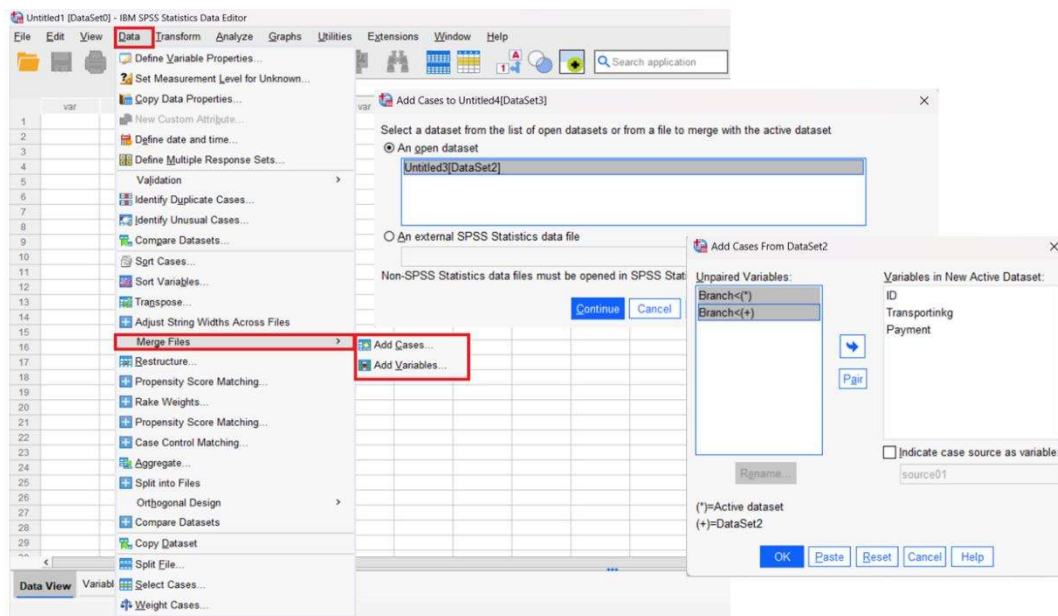 Untitled1 [DataSet0] - IBM SPSS Statistics Data Editor
File Edit View Data Transform Analyze Graphs Utilities Extensions Window Help
Search application
var
var
1
2
3
4
5
6
7
8
9
10
11
12
13
14
15
16
17
18
19
20
21
22
23
24
25
26
27
28
29
Define Variable Properties...
Set Measurement Level for Unknown...
Copy Data Properties...
New Custom Attribute...
Define date and time...
Define Multiple Response Sets...
Validation >
Identify Duplicate Cases...
Identify Unusual Cases...
Compare Datasets...
Sort Cases...
Sort Variables...
Transpose...
Adjust String Widths Across Files
Merge Files >
Restructure...
Propensity Score Matching...
Rake Weights...
Propensity Score Matching...
Case Control Matching...
Aggregate...
Split into Files
Orthogonal Design >
Compare Datasets
Copy Dataset
Split File...
Select Cases...
Weight Cases...
Add Cases...
Add Variables...
Data View Variabl
Add Cases to Untitled4[DataSet3]
Select a dataset from the list of open datasets or from a file to merge with the active dataset
An open dataset
Untitled3[DataSet2]
An external SPSS Statistics data file
Non-SPSS Statistics data files must be opened in SPSS Stati
Continue Cancel
Add Cases From DataSet2
Unpaired Variables:
Branch<(*)
Branch<(+)
Pair
Rename...
Variables in New Active Dataset:
ID
Transportinkg
Payment
Indicate case source as variable
source01
(*)=Active dataset
(+)=DataSet2
OK Paste Reset Cancel Help